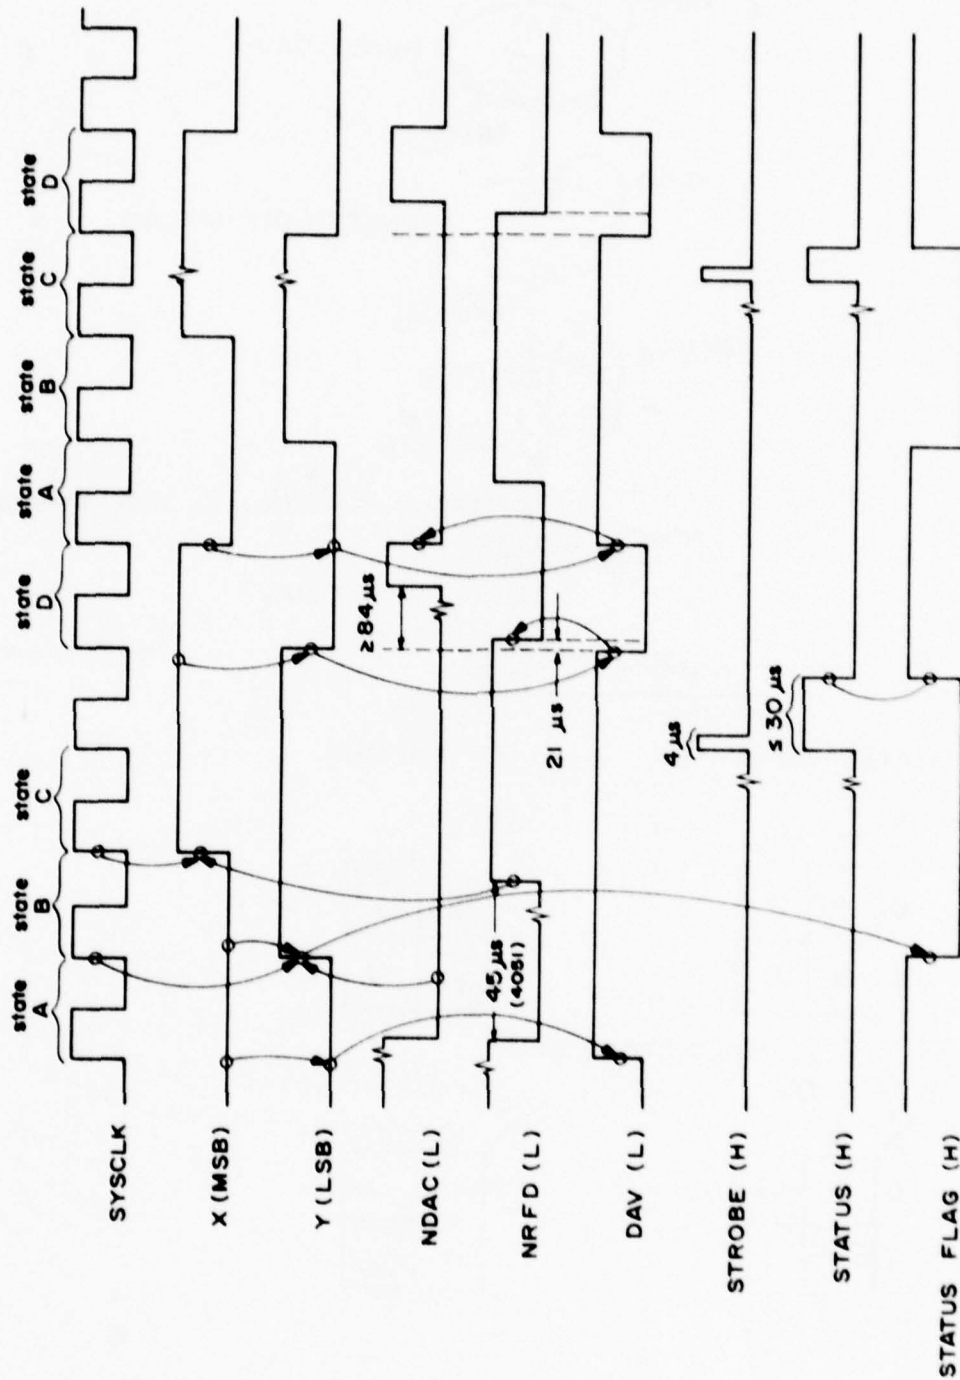 state A
state B
state C
state D
state A
state B
state C
state D
SYSCLK
X (MSB)
Y (LSB)
NDAC (L)
≥84 µs
NRFD (L)
45 µs
(4051)
21 µs
DAV (L)
STROBE (H)
4 µs
STATUS (H)
≤ 30 µs
STATUS FLAG (H)